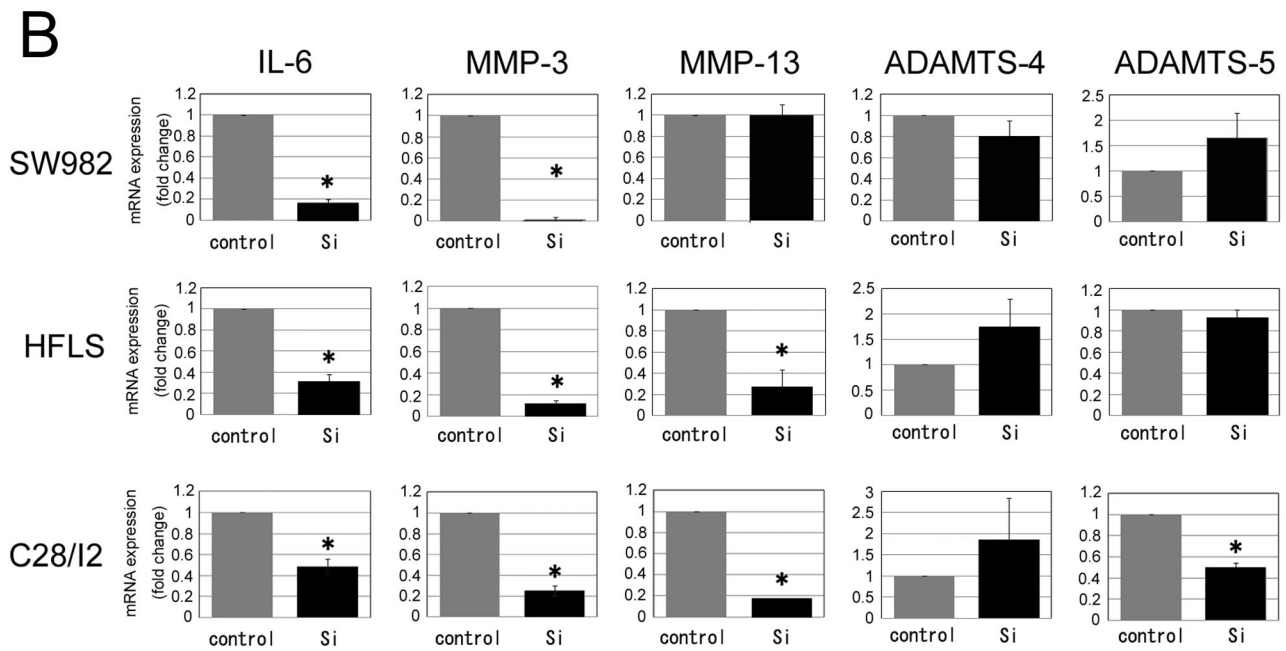 B
IL-6 MMP-3 MMP-13 ADAMTS-4 ADAMTS-5
SW982
mRNA expression
(fold change)
1.2 1 0.8 0.6 0.4 0.2 0 * control Si
1.2 1 0.8 0.6 0.4 0.2 0 * control Si
1.2 1 0.8 0.6 0.4 0.2 0 control Si
1.2 1 0.8 0.6 0.4 0.2 0 control Si
2.5 2 1.5 1 0.5 0 control Si
HFLS
mRNA expression
(fold change)
1.2 1 0.8 0.6 0.4 0.2 0 * control Si
1.2 1 0.8 0.6 0.4 0.2 0 * control Si
1.2 1 0.8 0.6 0.4 0.2 0 * control Si
2.5 2 1.5 1 0.5 0 control Si
1.2 1 0.8 0.6 0.4 0.2 0 control Si
C28/I2
mRNA expression
(fold change)
1.2 1 0.8 0.6 0.4 0.2 0 * control Si
1.2 1 0.8 0.6 0.4 0.2 0 * control Si
1.2 1 0.8 0.6 0.4 0.2 0 * control Si
3 2.5 2 1.5 1 0.5 0 control Si
1.2 1 0.8 0.6 0.4 0.2 0 * control Si